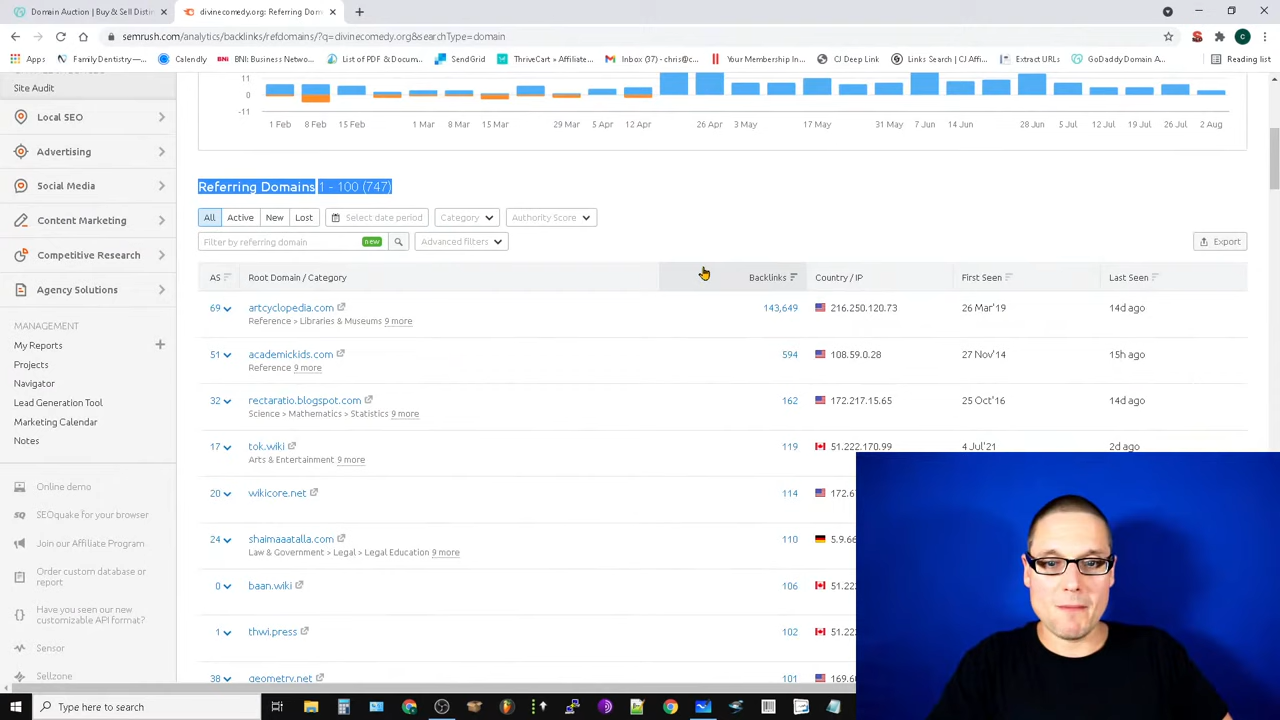 Domain Auction | Buy & Sell Distin
divinecomedy.org: Referring Dom
semrush.com/analytics/backlinks/refdomains/?q=divinecomedy.org&searchType=domain
Apps
Family Dentistry—...
Calendly
BNI: Business Netwo...
List of PDF & Docum...
SendGrid
ThriveCart » Affiliate...
Inbox (37) - chris@c...
Your Membership In...
CJ Deep Link
Links Search | CJ Affi...
Extract URLs
GoDaddy Domain A...
Reading list
Site Audit
Local SEO
Advertising
Social Media
Content Marketing
Competitive Research
Agency Solutions
MANAGEMENT
My Reports
Projects
Navigator
Lead Generation Tool
Marketing Calendar
Notes
Online demo
SEOquake for your browser
Join our Affiliate Program
Order custom database or
report
Have you seen our new
customizable API format?
Sensor
Sellzone
11
0
-11
1 Feb 8 Feb 15 Feb 1 Mar 8 Mar 15 Mar 29 Mar 5 Apr 12 Apr 26 Apr 3 May 17 May 31 May 7 Jun 14 Jun 28 Jun 5 Jul 12 Jul 19 Jul 26 Jul 2 Aug
Referring Domains 1 - 100 (747)
All Active New Lost Select date period Category Authority Score
Filter by referring domain new Advanced filters Export
AS Root Domain / Category Backlinks Country / IP First Seen Last Seen
69 artcyclopedia.com 143,649 216.250.120.73 26 Mar'19 14d ago
Reference > Libraries & Museums 9 more
51 academickids.com 594 108.59.0.28 27 Nov'14 15h ago
Reference 9 more
32 rectaratio.blogspot.com 162 172.217.15.65 25 Oct'16 14d ago
Science > Mathematics > Statistics 9 more
17 tok.wiki 119 51.222.170.99 4 Jul'21 2d ago
Arts & Entertainment 9 more
20 wikicore.net 114 172.6
24 shaimaaatalla.com 110 5.9.66
Law & Government > Legal > Legal Education 9 more
0 baan.wiki 106 51.222
1 thwi.press 102 51.222
38 geometry.net 101 169.60
Type here to search